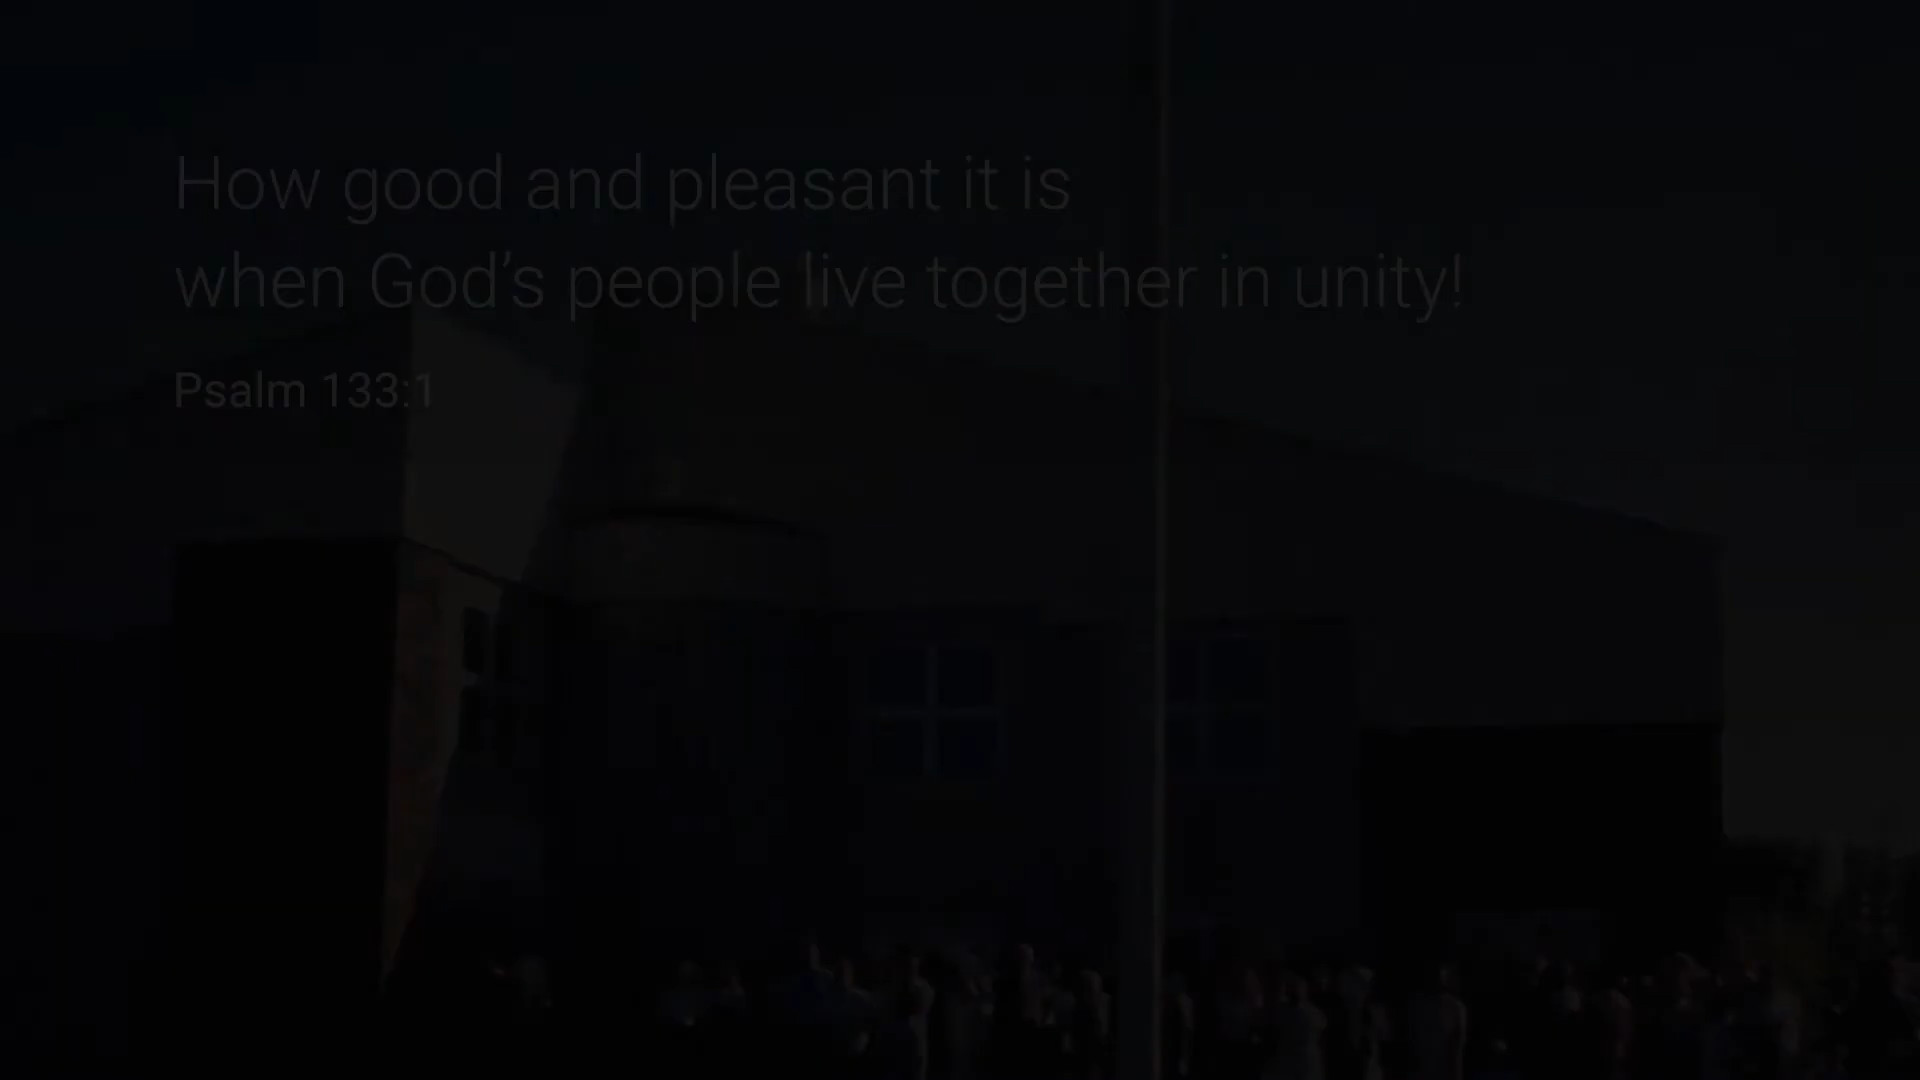 How good and pleasant it is
when God’s people live together in unity!
Psalm 133:1